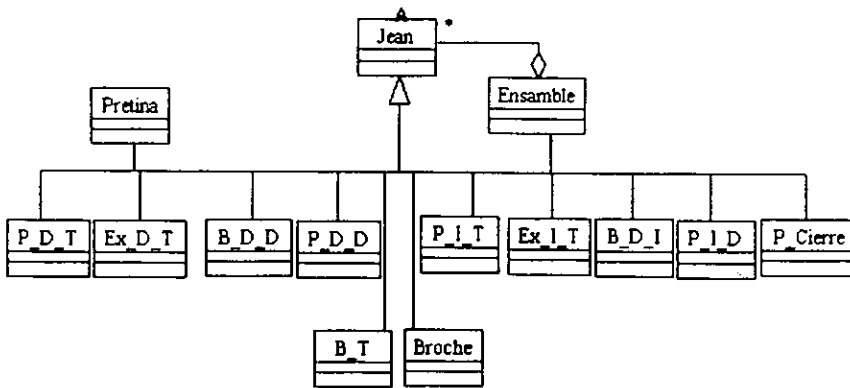 A
Jean
*
Pretina
Ensamble
P_D_T
Ex_D_T
B_D_D
P_D_D
P_I_T
Ex_I_T
B_D_I
P_I_D
P_Cierre
B_T
Broche